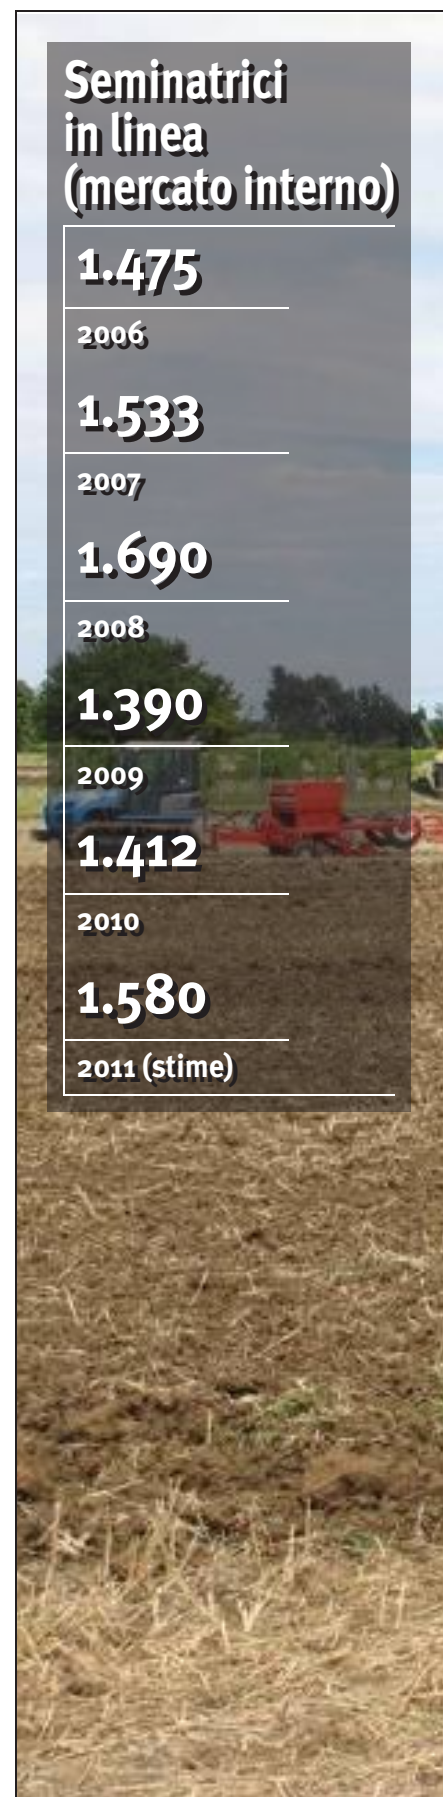 Seminatrici
in linea
(mercato interno)
1.475
2006
1.533
2007
1.690
2008
1.390
2009
1.412
2010
1.580
2011 (stime)